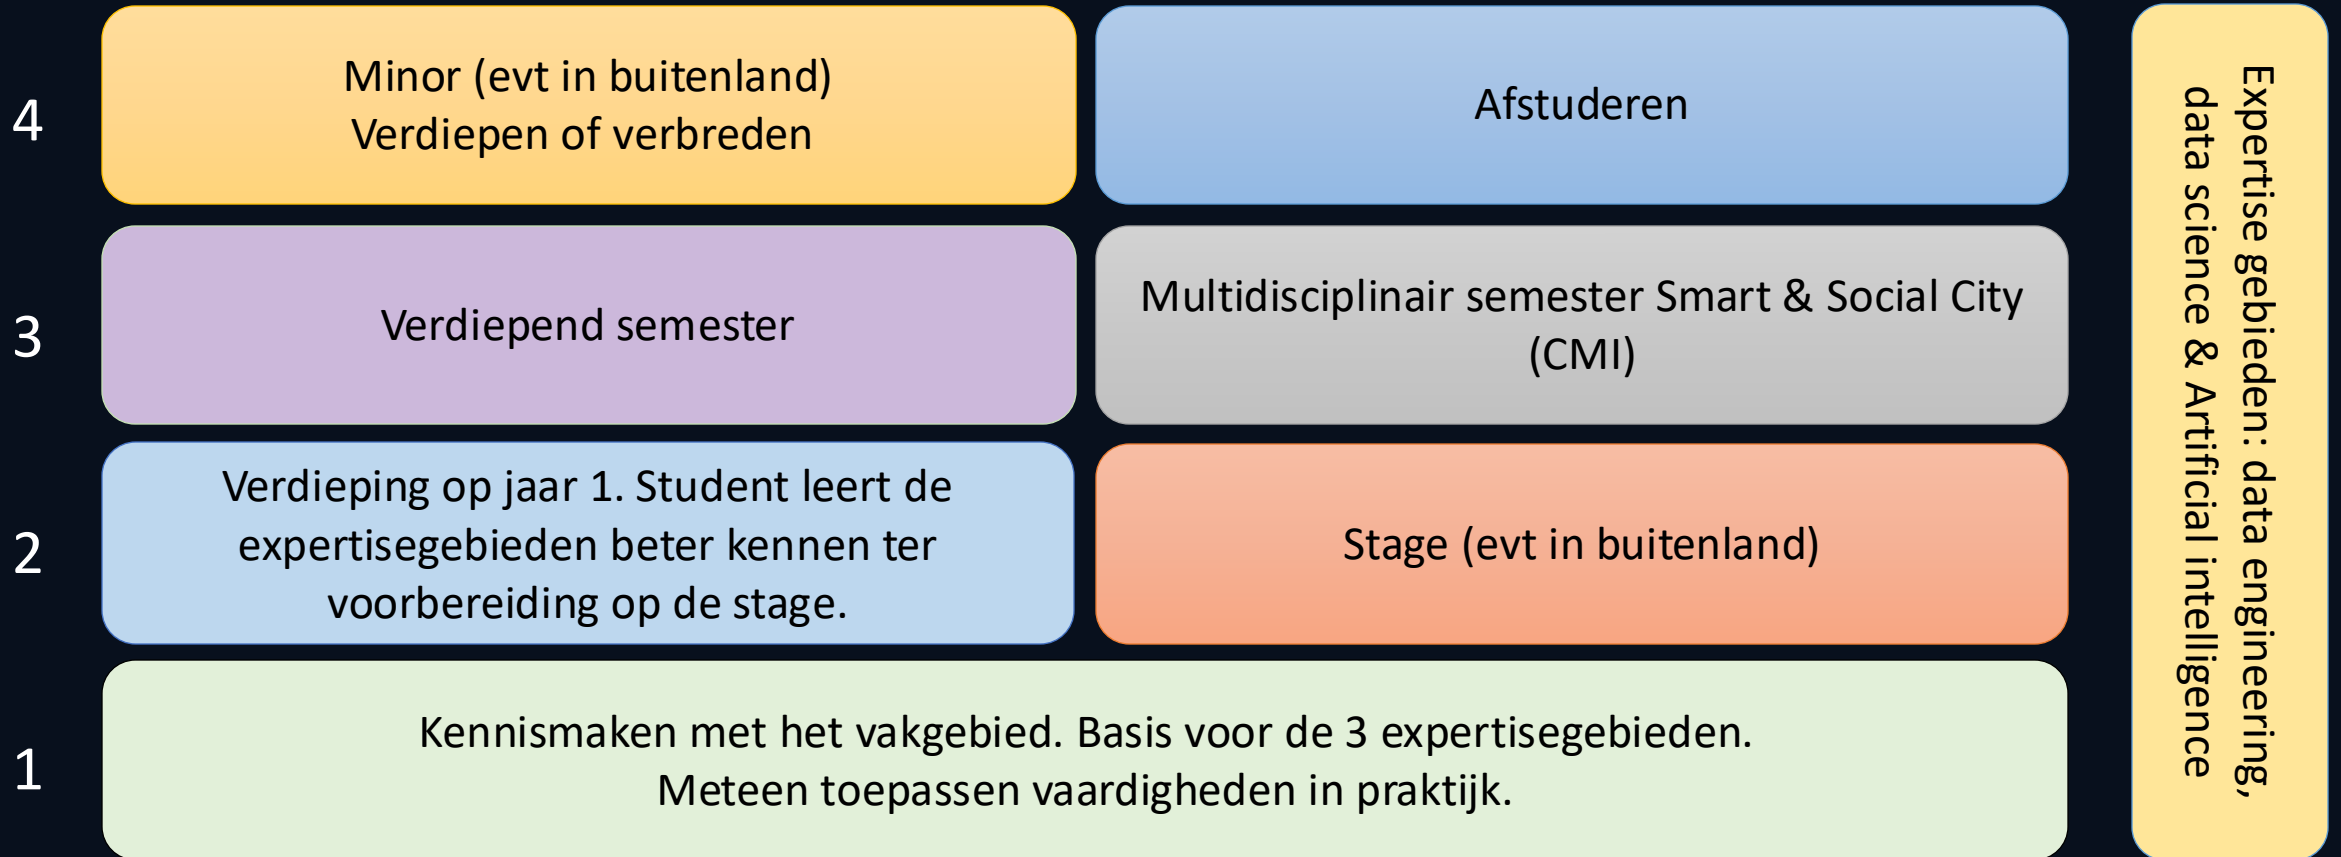 4
Minor (evt in buitenland)
Verdiepen of verbreden
Afstuderen
3
Verdiepend semester
Multidisciplinair semester Smart & Social City
(CMI)
2
Verdieping op jaar 1. Student leert de
expertisegebieden beter kennen ter
voorbereiding op de stage.
Stage (evt in buitenland)
1
Kennismaken met het vakgebied. Basis voor de 3 expertisegebieden.
Meteen toepassen vaardigheden in praktijk.
Expertise gebieden: data engineering,
data science & Artificial intelligence